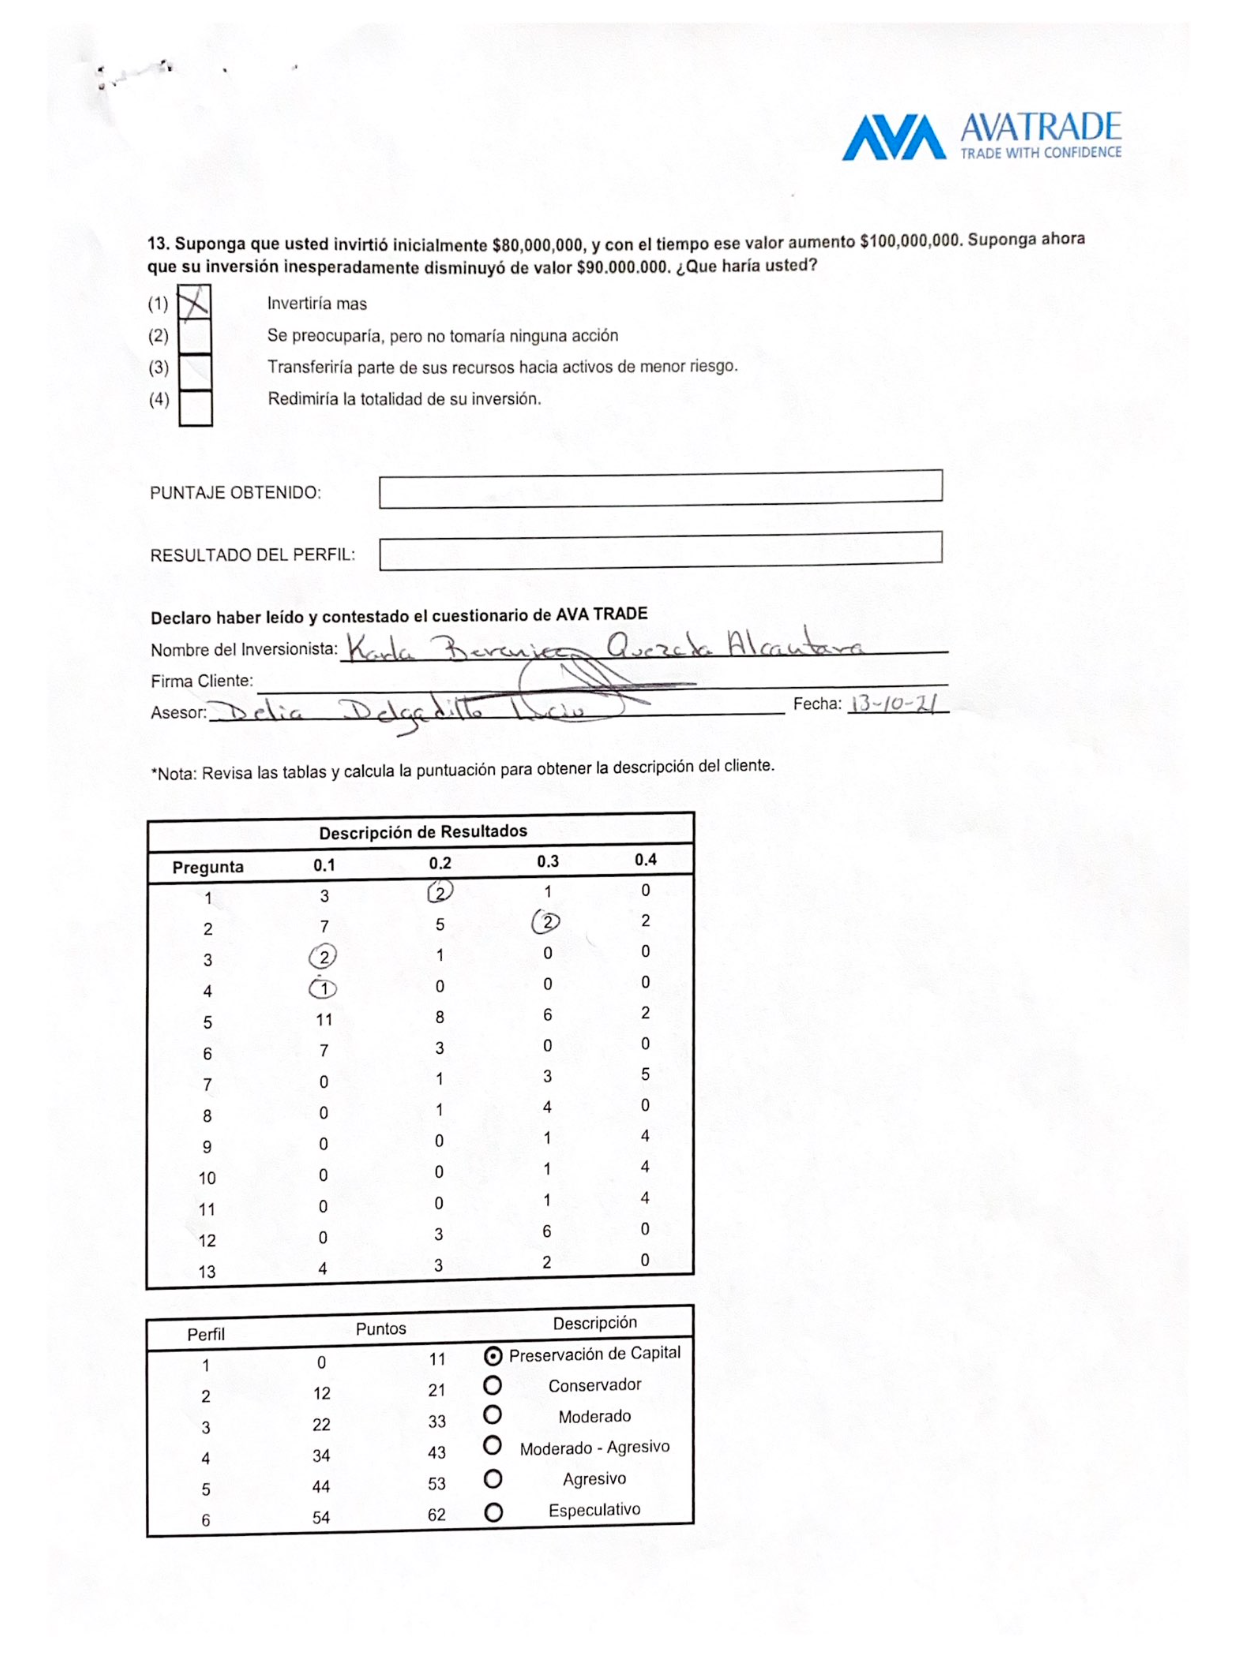 AVA AVATRADE
TRADE WITH CONFIDENCE
13. Suponga que usted invirtió inicialmente $80,000,000, y con el tiempo ese valor aumento $100,000,000. Suponga ahora
que su inversión inesperadamente disminuyó de valor $90.000.000. ¿Que haría usted?
(1) X Invertiría mas
(2) Se preocuparía, pero no tomaría ninguna acción
(3) Transferiría parte de sus recursos hacia activos de menor riesgo.
(4) Redimiría la totalidad de su inversión.
PUNTAJE OBTENIDO:
RESULTADO DEL PERFIL:
Declaro haber leído y contestado el cuestionario de AVA TRADE
Nombre del Inversionista: Karla Berenice Quezada Alcantara
Firma Cliente:
Asesor: Delia Delgadillo Lucio Fecha: 13-10-21
*Nota: Revisa las tablas y calcula la puntuación para obtener la descripción del cliente.
Descripción de Resultados
Pregunta 0.1 0.2 0.3 0.4
1 3 2 1 0
2 7 5 2 2
3 2 1 0 0
4 1 0 0 0
5 11 8 6 2
6 7 3 0 0
7 0 1 3 5
8 0 1 4 0
9 0 0 1 4
10 0 0 1 4
11 0 0 1 4
12 0 3 6 0
13 4 3 2 0
Perfil Puntos Descripción
1 0 11 Preservación de Capital
2 12 21 Conservador
3 22 33 Moderado
4 34 43 Moderado - Agresivo
5 44 53 Agresivo
6 54 62 Especulativo